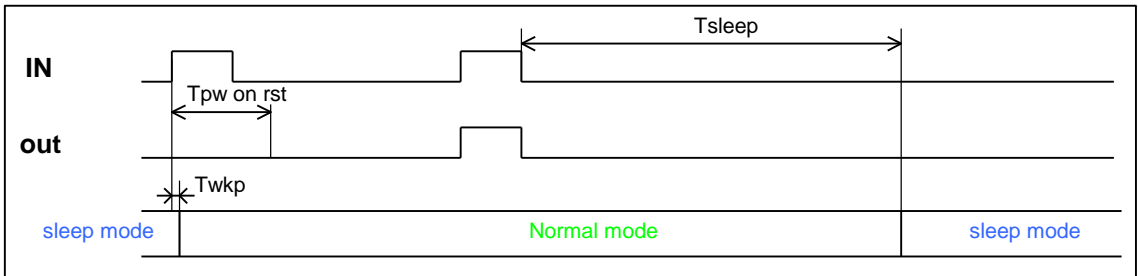 Tsleep
IN
Tpw on rst
out
Twkp
sleep mode Normal mode sleep mode